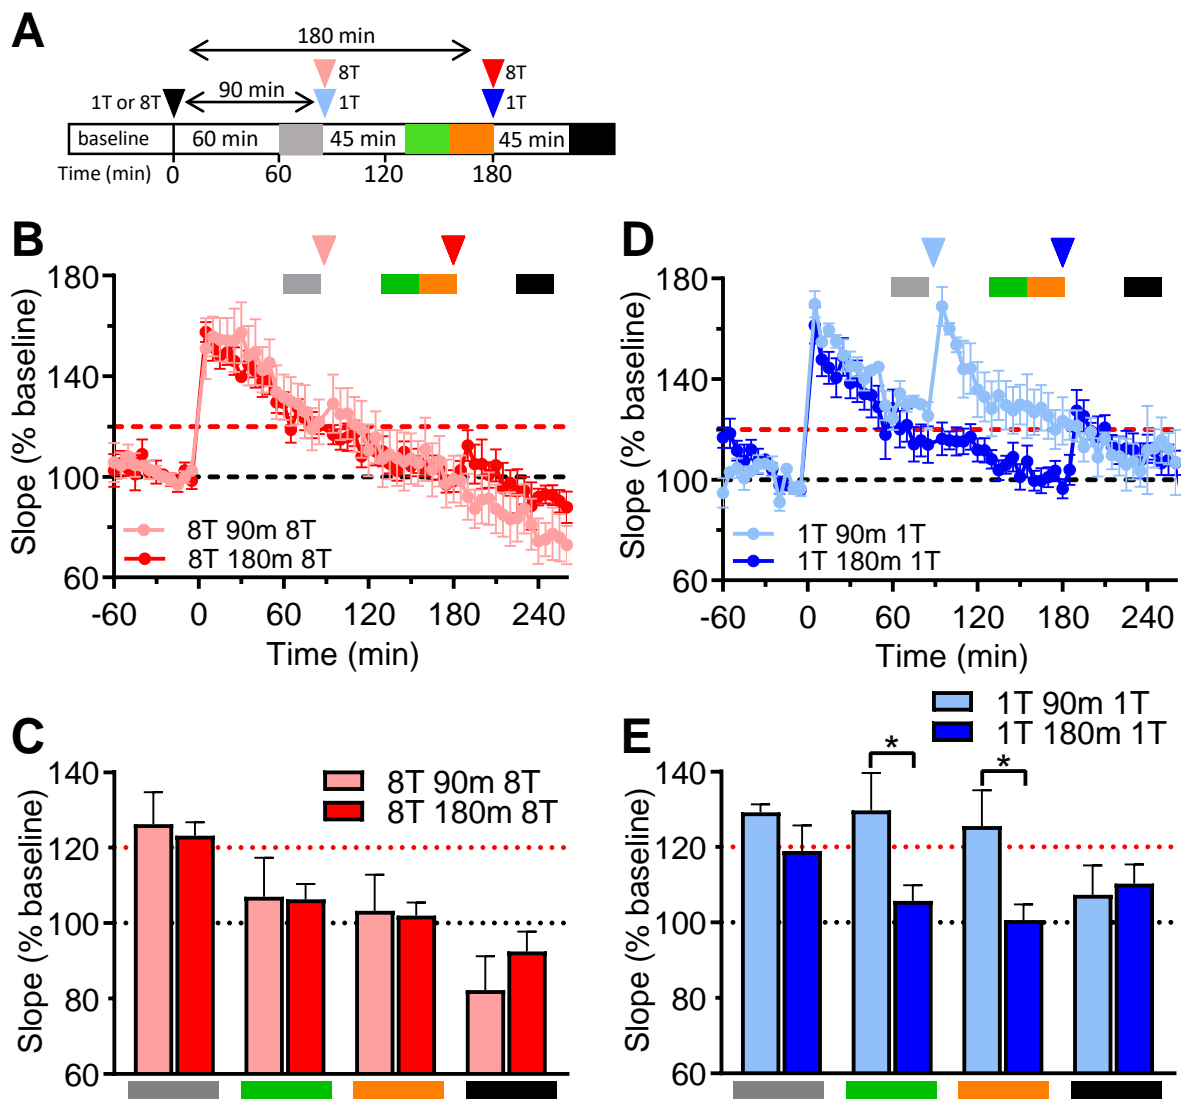 A
180 min
8T
8T
90 min
1T or 8T
1T
1T
baseline
60 min
45 min
45 min
Time (min)
0
60
120
180
B
180
140
100
60
Slope (% baseline)
8T 90m 8T
8T 180m 8T
-60
0
60
120
180
240
Time (min)
D
180
140
100
60
Slope (% baseline)
1T 90m 1T
1T 180m 1T
-60
0
60
120
180
240
Time (min)
C
140
120
100
80
60
Slope (% baseline)
8T 90m 8T
8T 180m 8T
E
1T 90m 1T
1T 180m 1T
140
120
100
80
60
Slope (% baseline)
*
*